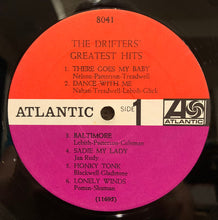 8041
THE DRIFTERS'
GREATEST HITS
1. THERE GOES MY BABY
Nelson-Patterson-Treadwell
2. DANCE WITH ME
Nahan-Treadwell-Lebish-Glick
ATLANTIC
SIDE 1
ATLANTIC
3. BALTIMORE
Lebish-Patterson-Coleman
4. SADIE MY LADY
Jan Rudy
5. HONKY TONK
Blackwell Gladstone
6. LONELY WINDS
Pomus-Shuman
(11695)